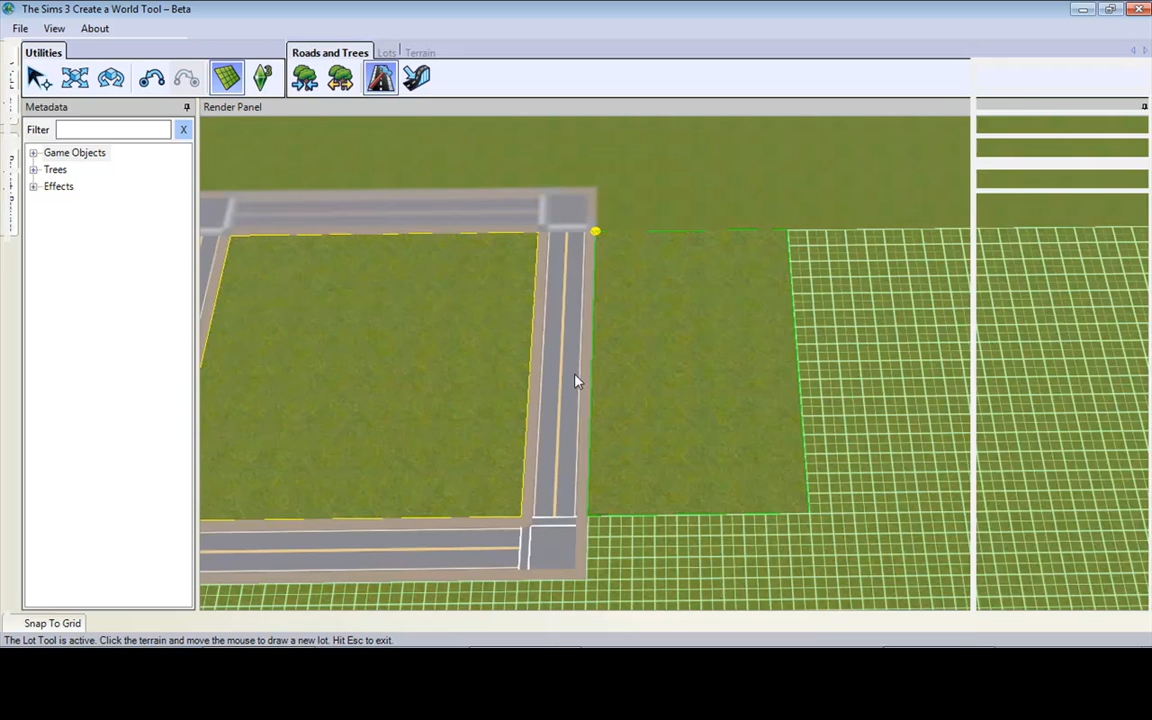 The Sims 3 Create a World Tool – Beta
File View About
Utilities
Roads and Trees Lots Terrain
Metadata
Render Panel
Filter
X
Game Objects
Trees
Effects
Snap To Grid
The Lot Tool is active. Click the terrain and move the mouse to draw a new lot. Hit Esc to exit.